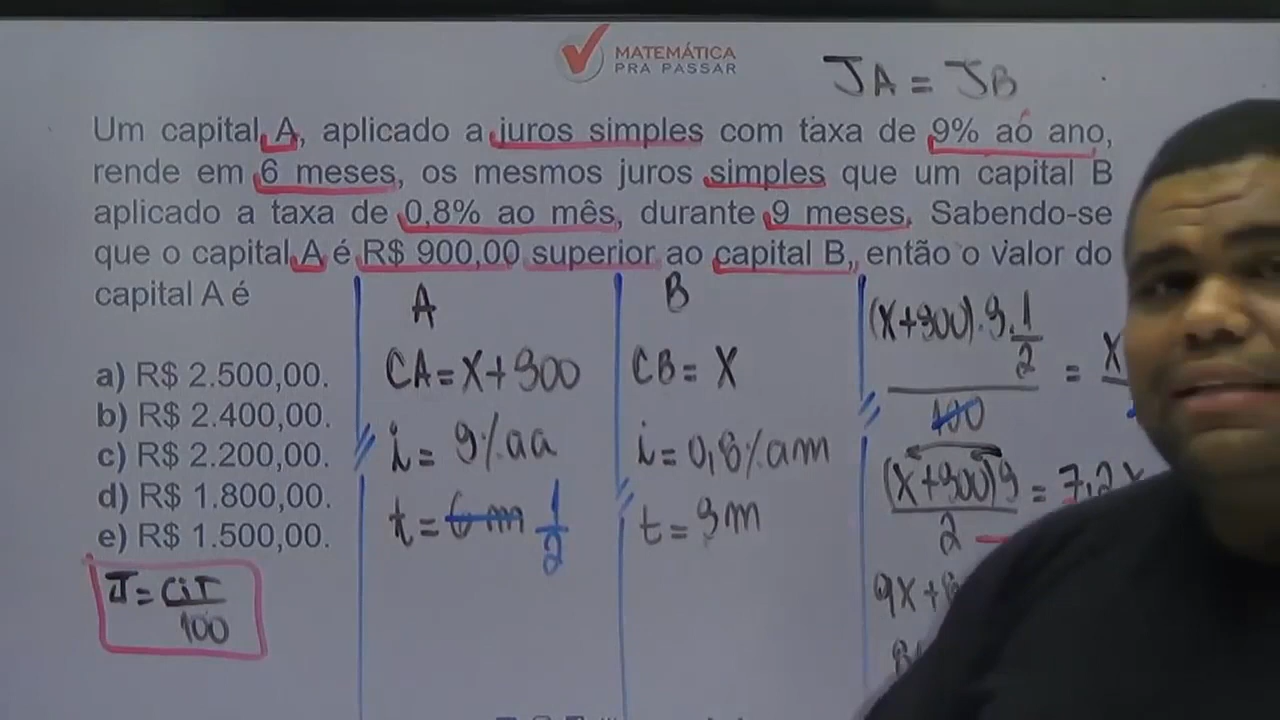 MATEMÁTICA
PRA PASSAR
JA = JB
Um capital A, aplicado a juros simples com taxa de 9% ao ano,
rende em 6 meses, os mesmos juros simples que um capital B
aplicado a taxa de 0,8% ao mês, durante 9 meses. Sabendo-se
que o capital A é R$ 900,00 superior ao capital B, então o valor do
capital A é
a) R$ 2.500,00.
b) R$ 2.400,00.
c) R$ 2.200,00.
d) R$ 1.800,00.
e) R$ 1.500,00.
J = CiT
100
A
CA = X + 900
i = 9% aa
t = 6 m 1/2
B
CB = X
i = 0,8% am
t = 9m
(X+900).9.1/2 = X
100
(X+900)9 = 7,2x
2
9X +